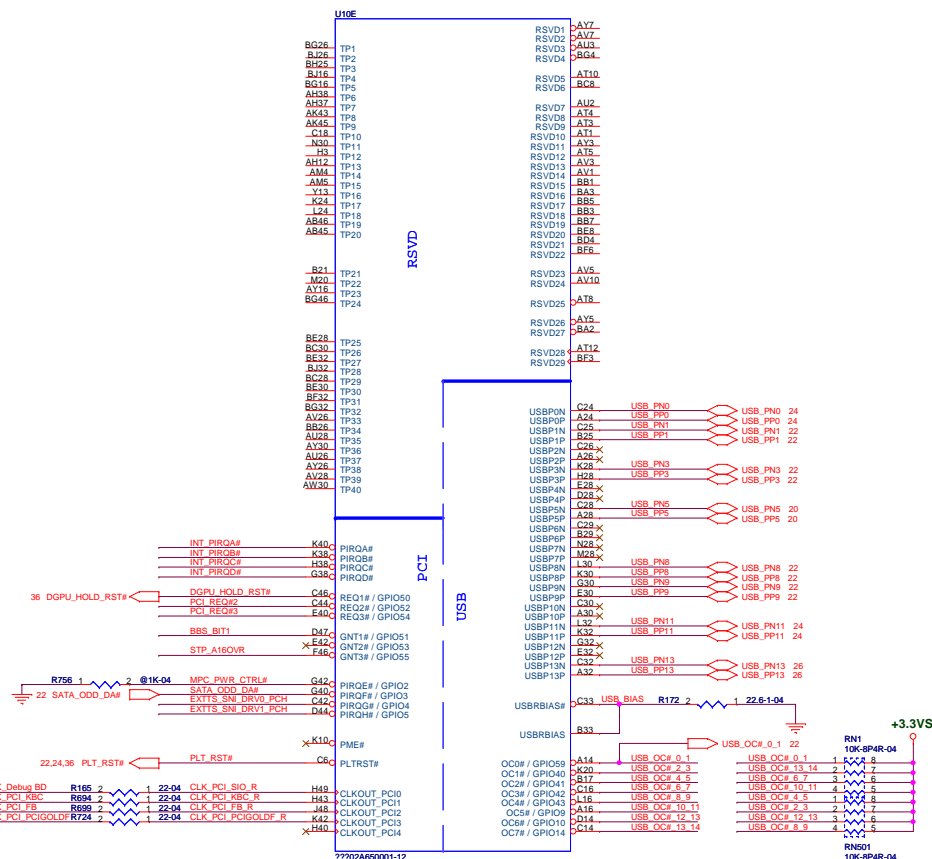 U10E
BG26 TP1
BJ26 TP2
BH25 TP3
BJ16 TP4
BG16 TP5
AH38 TP6
AH37 TP7
AK43 TP8
AK45 TP9
C18 TP10
N30 TP11
H3 TP12
AH12 TP13
AM4 TP14
AM5 TP15
Y13 TP16
K24 TP17
L24 TP18
AB46 TP19
AB45 TP20
B21 TP21
M20 TP22
AY16 TP23
BG46 TP24
BE28 TP25
BC30 TP26
BE32 TP27
BJ32 TP28
BC28 TP29
BE30 TP30
BF32 TP31
BG32 TP32
AV26 TP33
BB26 TP34
AU28 TP35
AY30 TP36
AU26 TP37
AY26 TP38
AV28 TP39
AW30 TP40
RSVD
RSVD1 AY7
RSVD2 AV7
RSVD3 AU3
RSVD4 BG4
RSVD5 AT10
RSVD6 BC8
RSVD7 AU2
RSVD8 AT4
RSVD9 AT3
RSVD10 AT1
RSVD11 AY3
RSVD12 AT5
RSVD13 AV3
RSVD14 AV1
RSVD15 BB1
RSVD16 BA3
RSVD17 BB5
RSVD18 BB3
RSVD19 BB7
RSVD20 BE8
RSVD21 BD4
RSVD22 BF6
RSVD23 AV5
RSVD24 AV10
RSVD25 AT8
RSVD26 AY5
RSVD27 BA2
RSVD28 AT12
RSVD29 BF3
INT_PIRQA# K40 PIRQA#
INT_PIRQB# K38 PIRQB#
INT_PIRQC# H38 PIRQC#
INT_PIRQD# G38 PIRQD#
36 DGPU_HOLD_RST# DGPU_HOLD_RST# C46 REQ1# / GPIO50
PCI_REQ#2 C44 REQ2# / GPIO52
PCI_REQ#3 E40 REQ3# / GPIO54
BBS_BIT1 D47 GNT1# / GPIO51
E42 GNT2# / GPIO53
STP_A16OVR F46 GNT3# / GPIO55
R756 1 2 @1K-04 MPC_PWR_CTRL# G42 PIRQE# / GPIO2
22 SATA_ODD_DA# SATA_ODD_DA# G40 PIRQF# / GPIO3
EXTTS_SNI_DRV0_PCH C42 PIRQG# / GPIO4
EXTTS_SNI_DRV1_PCH D44 PIRQH# / GPIO5
K10 PME#
22,24,36 PLT_RST# PLT_RST# C6 PLTRST#
K_Debug BD R165 2 1 22-04 CLK_PCI_SIO_R H49 CLKOUT_PCI0
K_PCI_KBC R694 2 1 22-04 CLK_PCI_KBC_R H43 CLKOUT_PCI1
K_PCI_FB R699 2 1 22-04 CLK_PCI_FB_R J48 CLKOUT_PCI2
K_PCI_PCIGOLDF R724 2 1 22-04 CLK_PCI_PCIGOLDF_R K42 CLKOUT_PCI3
H40 CLKOUT_PCI4
PCI
USB
USBP0N C24 USB_PN0 USB_PN0 24
USBP0P A24 USB_PP0 USB_PP0 24
USBP1N C25 USB_PN1 USB_PN1 22
USBP1P B25 USB_PP1 USB_PP1 22
USBP2N C26
USBP2P A26
USBP3N K28 USB_PN3 USB_PN3 22
USBP3P H28 USB_PP3 USB_PP3 22
USBP4N E28
USBP4P D28
USBP5N C28 USB_PN5 USB_PN5 20
USBP5P A28 USB_PP5 USB_PP5 20
USBP6N C29
USBP6P B29
USBP7N N28
USBP7P M28
USBP8N L30 USB_PN8 USB_PN8 22
USBP8P K30 USB_PP8 USB_PP8 22
USBP9N G30 USB_PN9 USB_PN9 22
USBP9P E30 USB_PP9 USB_PP9 22
USBP10N C30
USBP10P A30
USBP11N L32 USB_PN11 USB_PN11 24
USBP11P K32 USB_PP11 USB_PP11 24
USBP12N G32
USBP12P E32
USBP13N C32 USB_PN13 USB_PN13 26
USBP13P A32 USB_PP13 USB_PP13 26
USBRBIAS# C33 USB_BIAS R172 2 1 22.6-1-04
USBRBIAS B33
USB_OC#_0_1 22
+3.3VS
RN1
10K-8P4R-04
OC0# / GPIO59 A14 USB_OC#_0_1 USB_OC#_0_1 1 8
OC1# / GPIO40 K20 USB_OC#_2_3 USB_OC#_13_14 2 7
OC2# / GPIO41 B17 USB_OC#_4_5 USB_OC#_6_7 3 6
OC3# / GPIO42 C16 USB_OC#_6_7 USB_OC#_10_11 4 5
OC4# / GPIO43 L16 USB_OC#_8_9 USB_OC#_4_5 1 8
OC5# / GPIO9 A16 USB_OC#_10_11 USB_OC#_2_3 2 7
OC6# / GPIO10 D14 USB_OC#_12_13 USB_OC#_12_13 3 6
OC7# / GPIO14 C14 USB_OC#_13_14 USB_OC#_8_9 4 5
RN501
10K-8P4R-04
???02A650001-12